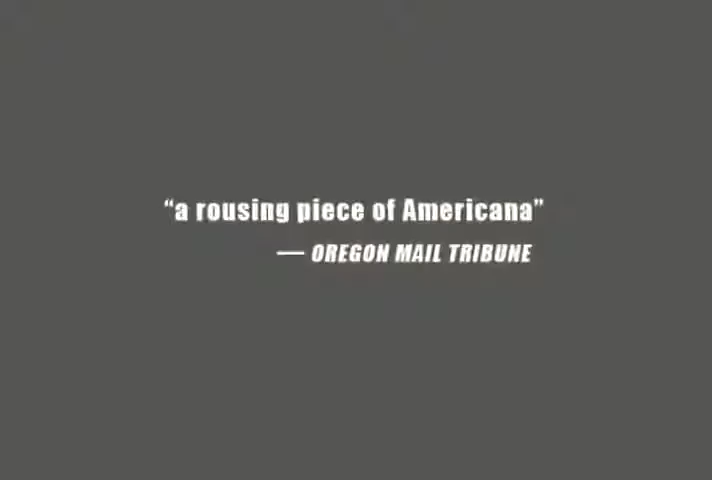 “a rousing piece of Americana”
— OREGON MAIL TRIBUNE